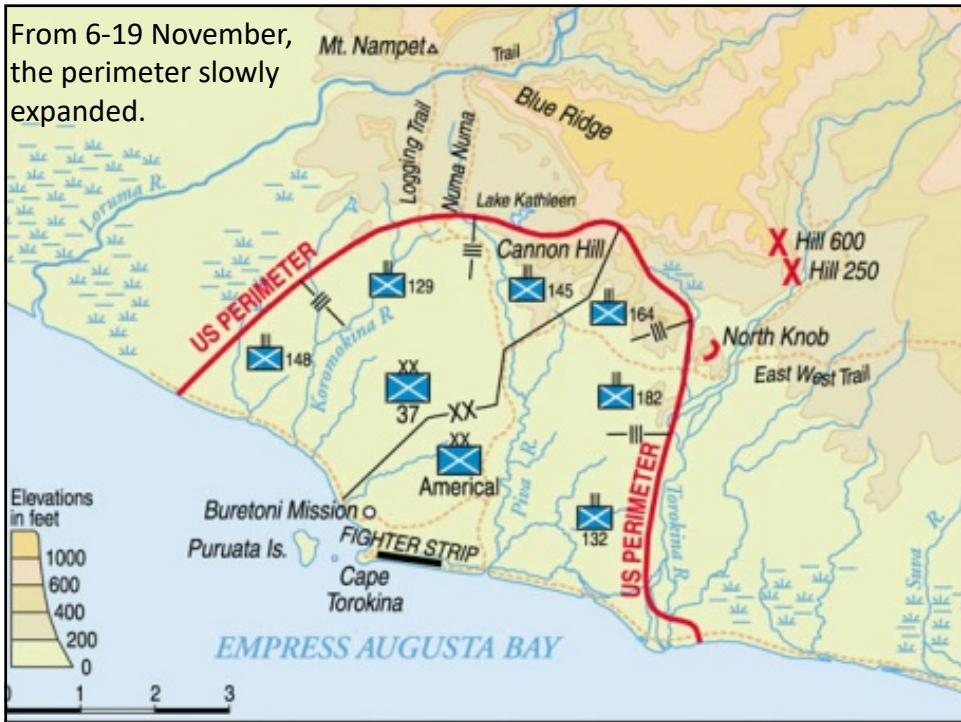 From 6-19 November,
the perimeter slowly
expanded.
Mt. Nampet
Trail
Blue Ridge
Logging Trail
Numa Numa
Loruma R.
Lake Kathleen
Cannon Hill
Hill 600
Hill 250
US PERIMETER
129
145
164
148
Koromokina R
North Knob
East West Trail
XX
37
XX
182
XX
Americal
Piva R.
132
US PERIMETER
Torokina R
Suva
R.
Buretoni Mission
Puruata Is.
FIGHTER STRIP
Cape
Torokina
EMPRESS AUGUSTA BAY
Elevations
in feet
1000
600
400
200
0
0 1 2 3